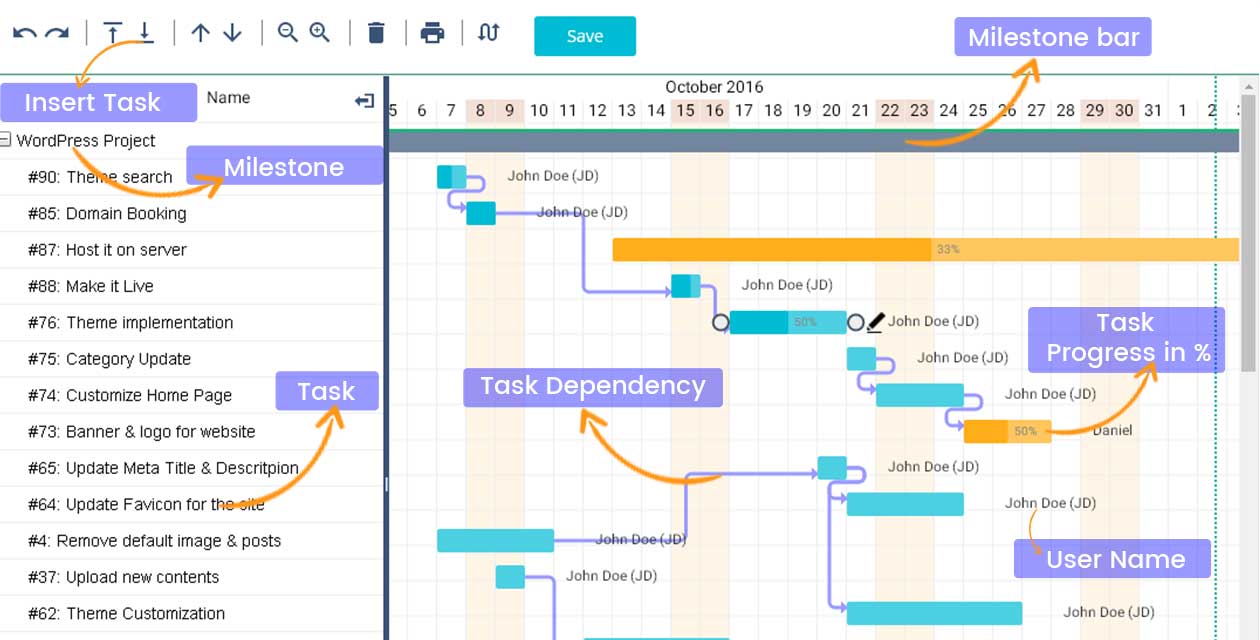 Save
Milestone bar
Insert Task
Name
October 2016
5 6 7 8 9 10 11 12 13 14 15 16 17 18 19 20 21 22 23 24 25 26 27 28 29 30 31 1 2
WordPress Project
Milestone
#90: Theme search
John Doe (JD)
#85: Domain Booking
John Doe (JD)
#87: Host it on server
33%
#88: Make it Live
John Doe (JD)
#76: Theme implementation
50%
John Doe (JD)
Task
Progress in %
#75: Category Update
John Doe (JD)
Task Dependency
#74: Customize Home Page
Task
John Doe (JD)
#73: Banner & logo for website
50%
Daniel
#65: Update Meta Title & Descritpion
John Doe (JD)
#64: Update Favicon for the site
John Doe (JD)
#4: Remove default image & posts
John Doe (JD)
User Name
#37: Upload new contents
John Doe (JD)
#62: Theme Customization
John Doe (JD)